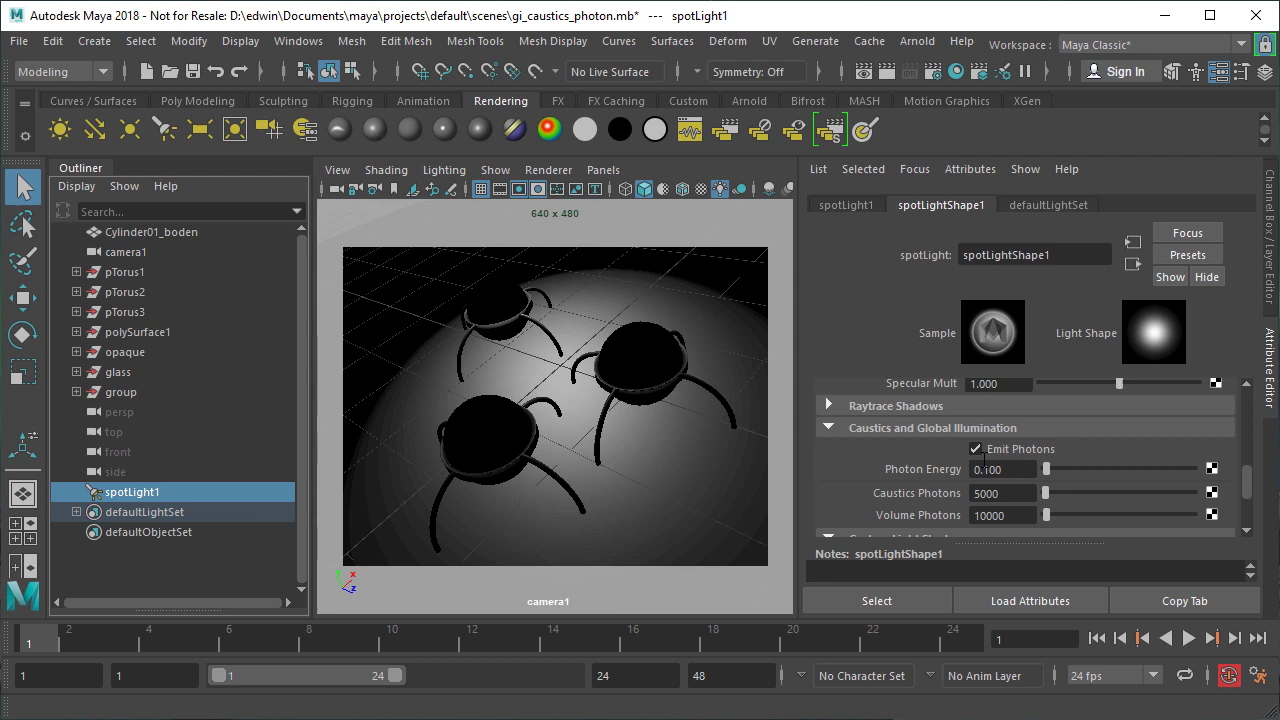 Autodesk Maya 2018 - Not for Resale: D:\edwin\Documents\maya\projects\default\scenes\gi_caustics_photon.mb* --- spotLight1
File Edit Create Select Modify Display Windows Mesh Edit Mesh Mesh Tools Mesh Display Curves Surfaces Deform UV Generate Cache Arnold Help Workspace : Maya Classic*
Modeling No Live Surface Symmetry: Off Sign In
Curves / Surfaces Poly Modeling Sculpting Rigging Animation Rendering FX FX Caching Custom Arnold Bifrost MASH Motion Graphics XGen
Outliner
Display Show Help
Search...
Cylinder01_boden
camera1
pTorus1
pTorus2
pTorus3
polySurface1
opaque
glass
group
persp
top
front
side
spotLight1
defaultLightSet
defaultObjectSet
View Shading Lighting Show Renderer Panels
640 x 480
y x z
camera1
List Selected Focus Attributes Show Help
spotLight1 spotLightShape1 defaultLightSet
Focus
spotLight: spotLightShape1 Presets
Show Hide
Sample Light Shape
Specular Mult 1.000
Raytrace Shadows
Caustics and Global Illumination
Emit Photons
Photon Energy 0.100
Caustics Photons 5000
Volume Photons 10000
Notes: spotLightShape1
Select Load Attributes Copy Tab
Channel Box / Layer Editor
Attribute Editor
1 2 4 6 8 10 12 14 16 18 20 22 24 1
1 1 1 24 24 48 No Character Set No Anim Layer 24 fps